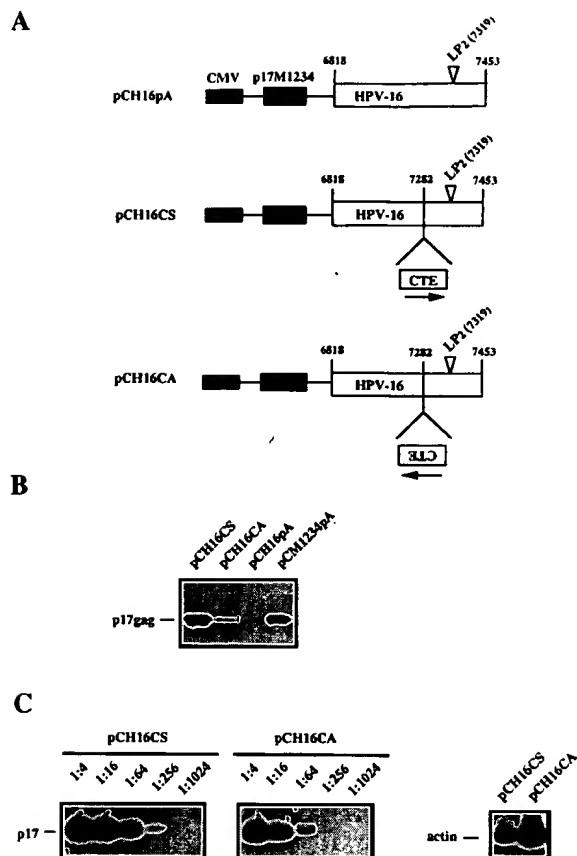 A
6818
LP2 (7319)
7453
CMV
p17M1234
pCH16pA
HPV-16
6818
7282
LP2 (7319)
7453
pCH16CS
HPV-16
CTE
6818
7282
LP2 (7319)
7453
pCH16CA
HPV-16
CTE
B
pCH16CS
pCH16CA
pCH16pA
pCM1234pA
p17gag
C
pCH16CS
pCH16CA
1:4
1:16
1:64
1:256
1:1024
1:4
1:16
1:64
1:256
1:1024
pCH16CS
pCH16CA
p17
actin